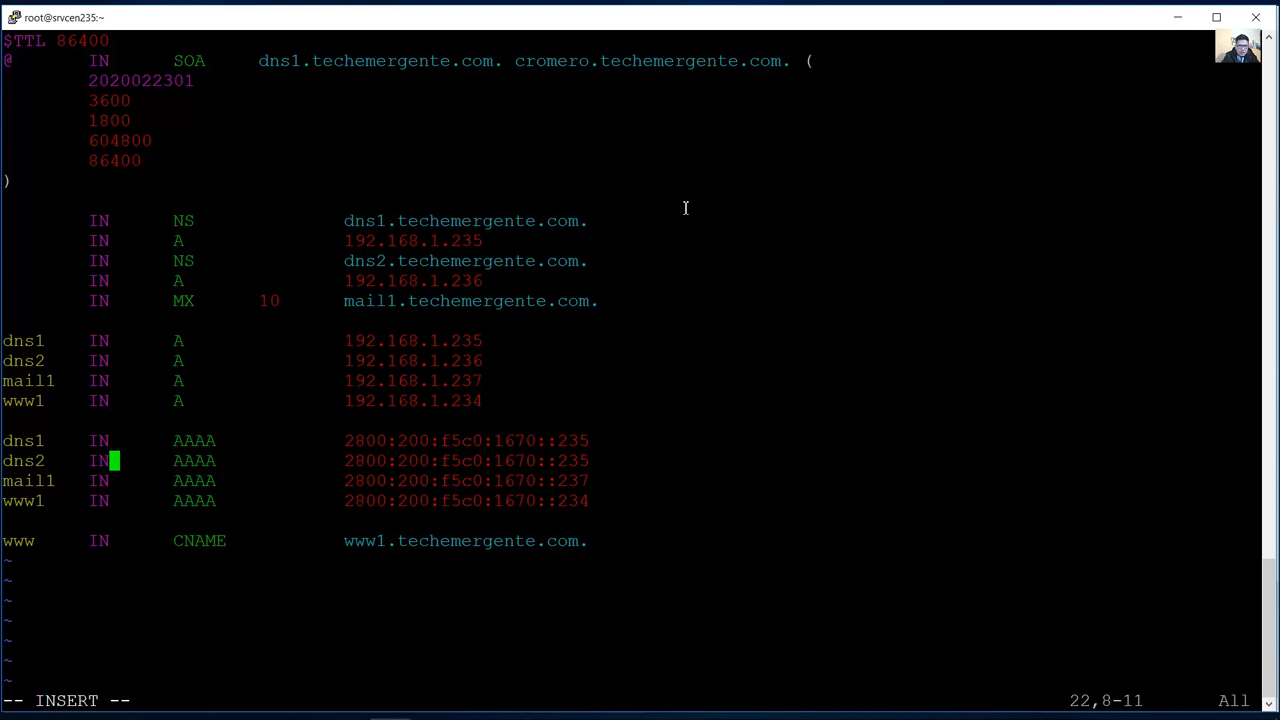 root@srvcen235:~
$TTL 86400
@ IN SOA dns1.techemergente.com. cromero.techemergente.com. (
2020022301
3600
1800
604800
86400
)
IN NS dns1.techemergente.com.
IN A 192.168.1.235
IN NS dns2.techemergente.com.
IN A 192.168.1.236
IN MX 10 mail1.techemergente.com.
dns1 IN A 192.168.1.235
dns2 IN A 192.168.1.236
mail1 IN A 192.168.1.237
www1 IN A 192.168.1.234
dns1 IN AAAA 2800:200:f5c0:1670::235
dns2 IN AAAA 2800:200:f5c0:1670::235
mail1 IN AAAA 2800:200:f5c0:1670::237
www1 IN AAAA 2800:200:f5c0:1670::234
www IN CNAME www1.techemergente.com.
~
~
~
~
~
~
~
-- INSERT -- 22,8-11 All